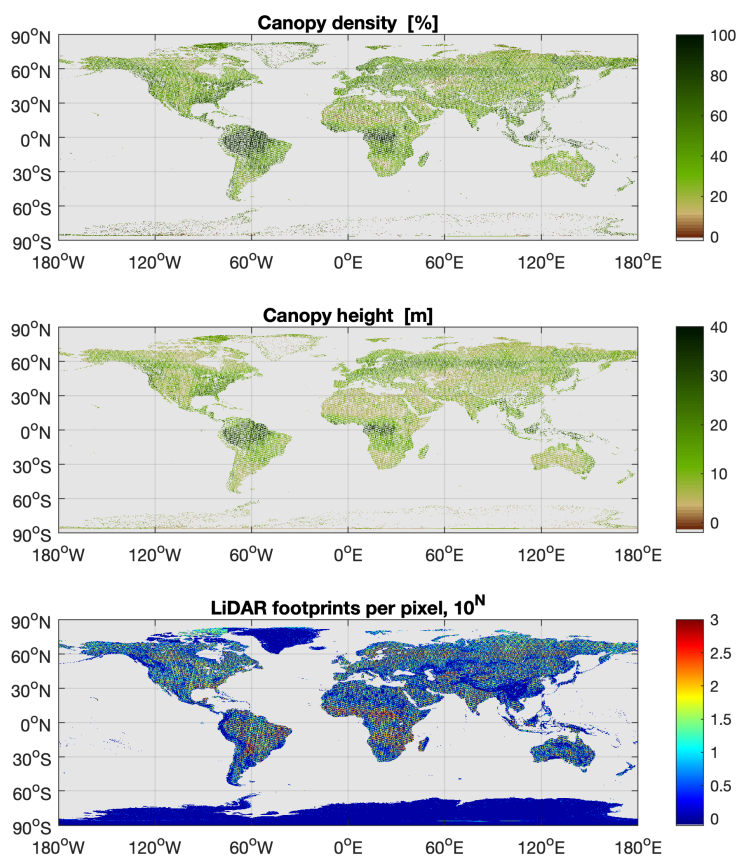 Canopy density [%]
90°N
60°N
30°N
0°N
30°S
60°S
90°S
180°W 120°W 60°W 0°E 60°E 120°E 180°E
100
80
60
40
20
0
Canopy height [m]
90°N
60°N
30°N
0°N
30°S
60°S
90°S
180°W 120°W 60°W 0°E 60°E 120°E 180°E
40
30
20
10
0
LiDAR footprints per pixel, 10^N
90°N
60°N
30°N
0°N
30°S
60°S
90°S
180°W 120°W 60°W 0°E 60°E 120°E 180°E
3
2.5
2
1.5
1
0.5
0